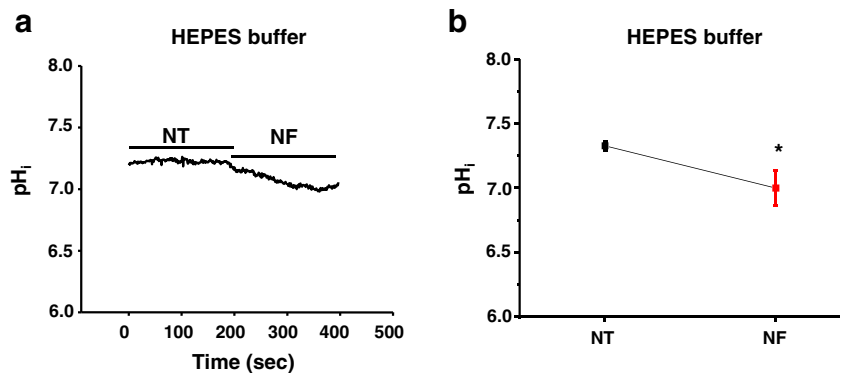 a
HEPES buffer
8.0
7.5
7.0
6.5
6.0
pHi
NT
NF
0 100 200 300 400 500
Time (sec)
b
HEPES buffer
8.0
7.5
7.0
6.5
6.0
pHi
*
NT NF